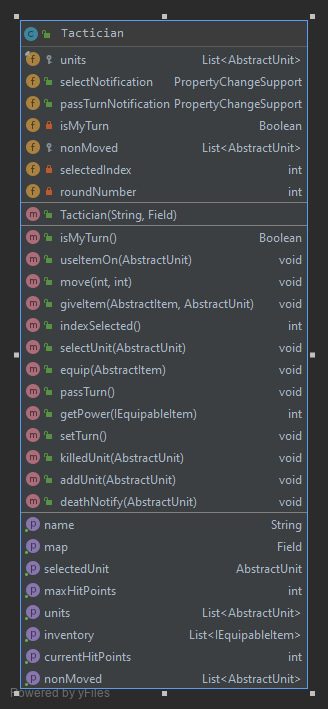 Tactician
units List<AbstractUnit>
selectNotification PropertyChangeSupport
passTurnNotification PropertyChangeSupport
isMyTurn Boolean
nonMoved List<AbstractUnit>
selectedIndex int
roundNumber int
Tactician(String, Field)
isMyTurn() Boolean
useItemOn(AbstractUnit) void
move(int, int) void
giveItem(AbstractItem, AbstractUnit) void
indexSelected() int
selectUnit(AbstractUnit) void
equip(AbstractItem) void
passTurn() void
getPower(IEquipableItem) int
setTurn() void
killedUnit(AbstractUnit) void
addUnit(AbstractUnit) void
deathNotify(AbstractUnit) void
name String
map Field
selectedUnit AbstractUnit
maxHitPoints int
units List<AbstractUnit>
inventory List<IEquipableItem>
currentHitPoints int
nonMoved List<AbstractUnit>
Powered by yFiles